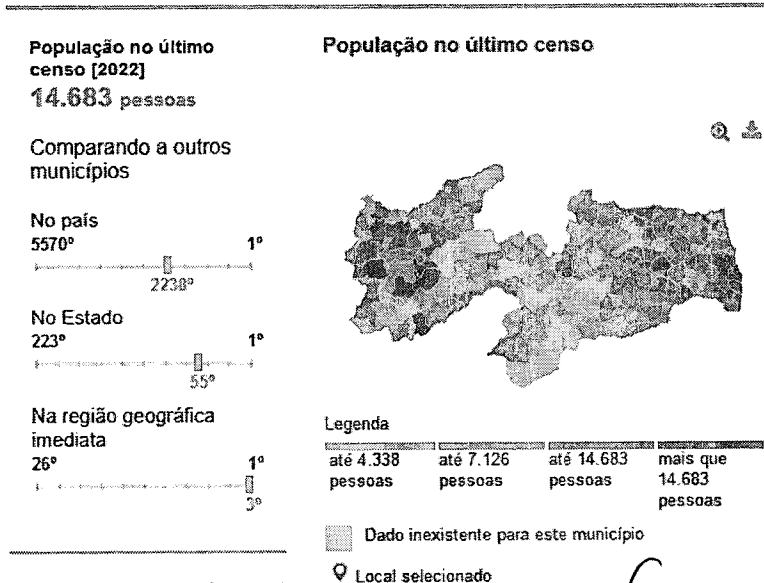 População no último
censo [2022]
14.683 pessoas
Comparando a outros
municípios
No país
5570º 1º
2238º
No Estado
223º 1º
55º
Na região geográfica
imediata
26º 1º
3º
População no último censo
Legenda
até 4.338
pessoas
até 7.126
pessoas
até 14.683
pessoas
mais que
14.683
pessoas
Dado inexistente para este município
Local selecionado